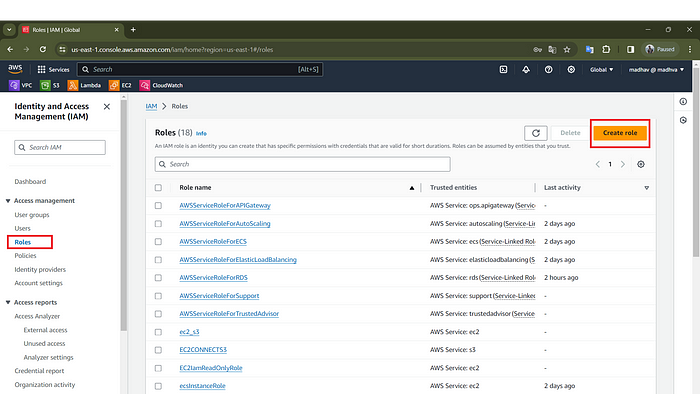 Roles | IAM | Global
us-east-1.console.aws.amazon.com/iam/home?region=us-east-1#/roles
Paused
aws
Services
Search
[Alt+S]
Global
madhav @ madhva
VPC
S3
Lambda
EC2
CloudWatch
Identity and Access Management (IAM)
Search IAM
Dashboard
Access management
User groups
Users
Roles
Policies
Identity providers
Account settings
Access reports
Access Analyzer
External access
Unused access
Analyzer settings
Credential report
Organization activity
IAM > Roles
Roles (18) Info
Delete
Create role
An IAM role is an identity you can create that has specific permissions with credentials that are valid for short durations. Roles can be assumed by entities that you trust.
Search
1
Role name Trusted entities Last activity
AWSServiceRoleForAPIGateway AWS Service: ops.apigateway (Service- -
AWSServiceRoleForAutoScaling AWS Service: autoscaling (Service-Lin 2 days ago
AWSServiceRoleForECS AWS Service: ecs (Service-Linked Rol 2 days ago
AWSServiceRoleForElasticLoadBalancing AWS Service: elasticloadbalancing (S 2 days ago
AWSServiceRoleForRDS AWS Service: rds (Service-Linked Rol 2 hours ago
AWSServiceRoleForSupport AWS Service: support (Service-Linked -
AWSServiceRoleForTrustedAdvisor AWS Service: trustedadvisor (Service -
ec2_s3 AWS Service: ec2 -
EC2CONNECTS3 AWS Service: s3 -
EC2IamReadOnlyRole AWS Service: ec2 -
ecsInstanceRole AWS Service: ec2 2 days ago